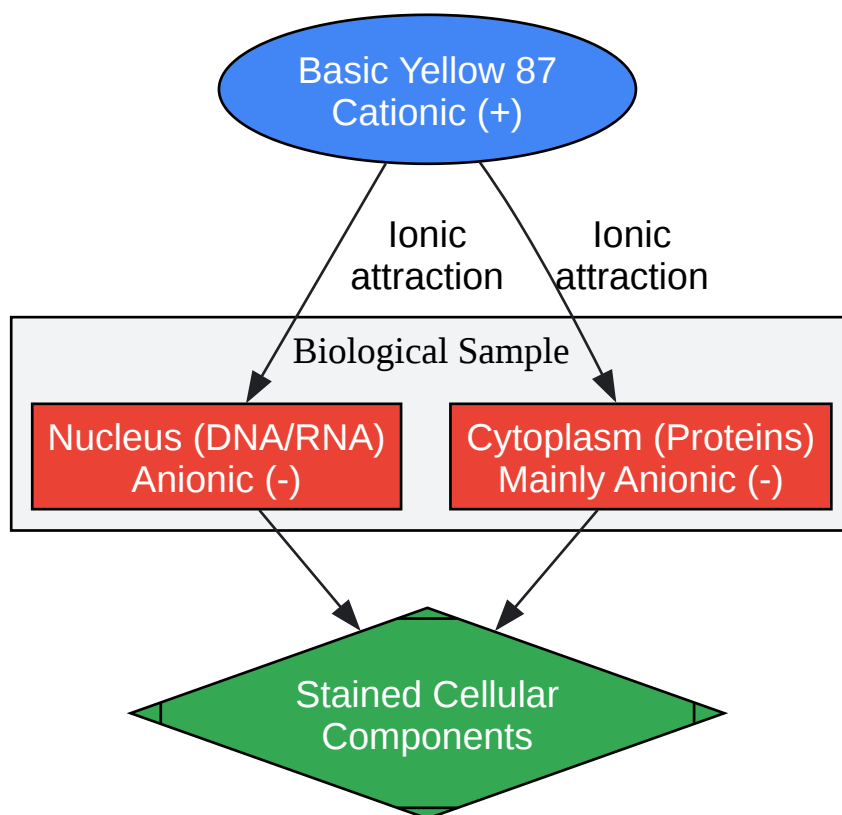 Basic Yellow 87
Cationic (+)
Ionic
attraction
Ionic
attraction
Biological Sample
Nucleus (DNA/RNA)
Anionic (-)
Cytoplasm (Proteins)
Mainly Anionic (-)
Stained Cellular
Components